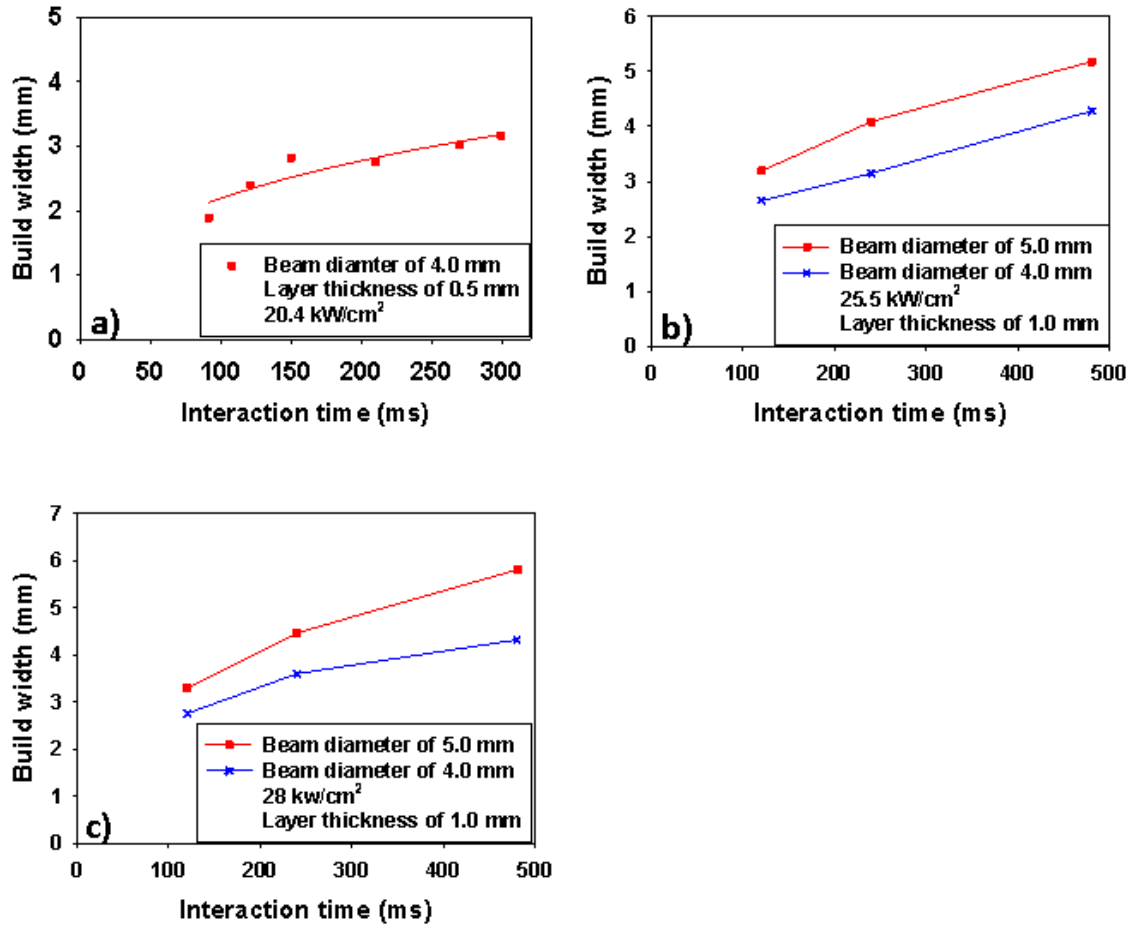 5
4
3
2
1
0
Build width (mm)
Beam diamter of 4.0 mm
Layer thickness of 0.5 mm
20.4 kW/cm²
a)
0 50 100 150 200 250 300
Interaction time (ms)
6
5
4
3
2
1
0
Build width (mm)
Beam diameter of 5.0 mm
Beam diameter of 4.0 mm
25.5 kW/cm²
Layer thickness of 1.0 mm
b)
0 100 200 300 400 500
Interaction time (ms)
7
6
5
4
3
2
1
0
Build width (mm)
Beam diameter of 5.0 mm
Beam diameter of 4.0 mm
28 kw/cm²
Layer thickness of 1.0 mm
c)
0 100 200 300 400 500
Interaction time (ms)